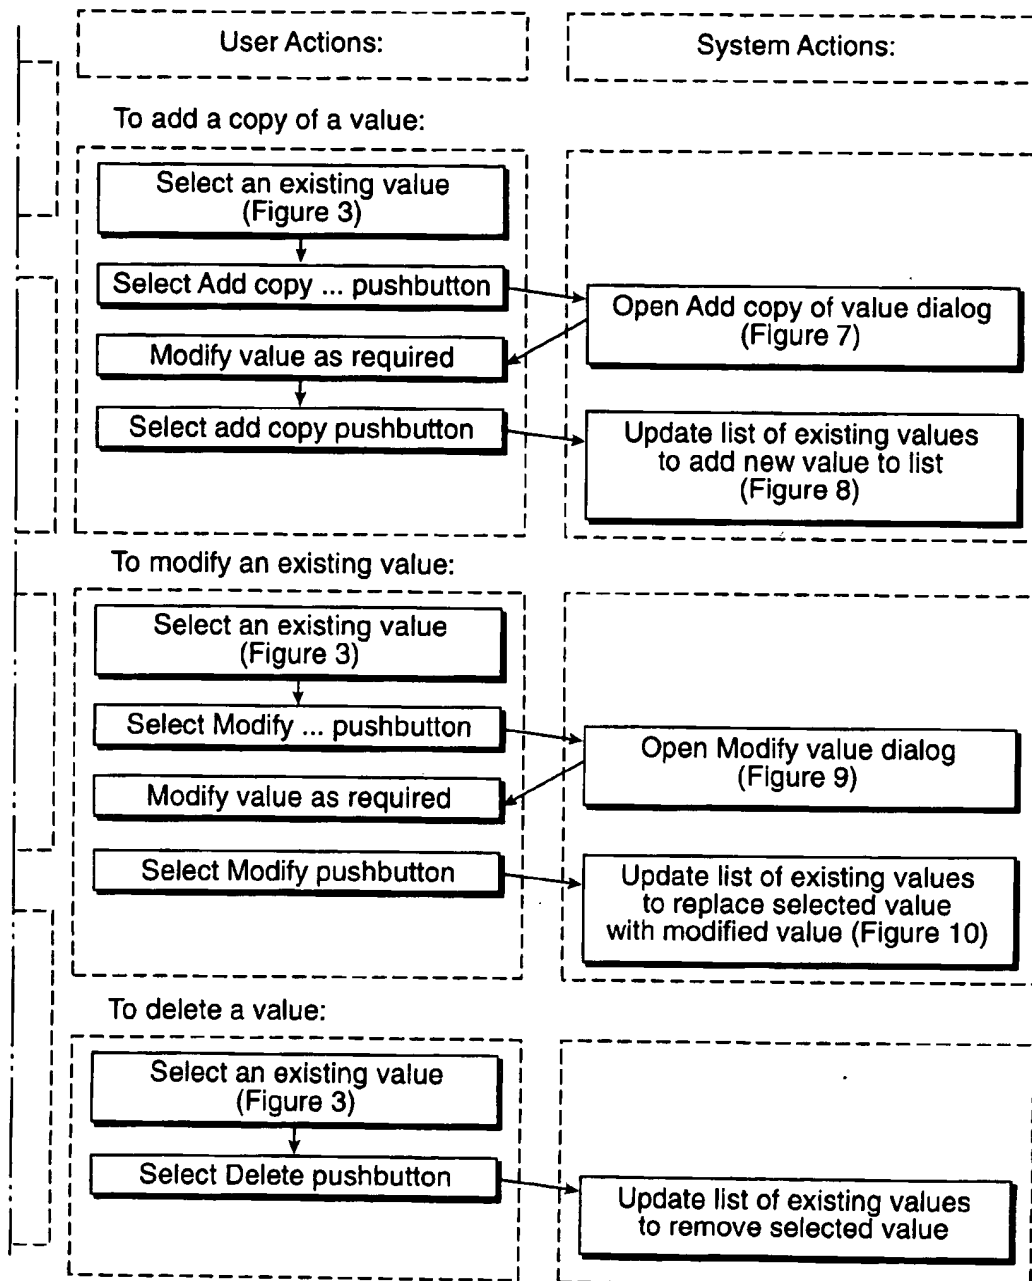 User Actions:
System Actions:
To add a copy of a value:
Select an existing value
(Figure 3)
Select Add copy ... pushbutton
Open Add copy of value dialog
(Figure 7)
Modify value as required
Select add copy pushbutton
Update list of existing values
to add new value to list
(Figure 8)
To modify an existing value:
Select an existing value
(Figure 3)
Select Modify ... pushbutton
Open Modify value dialog
(Figure 9)
Modify value as required
Select Modify pushbutton
Update list of existing values
to replace selected value
with modified value (Figure 10)
To delete a value:
Select an existing value
(Figure 3)
Select Delete pushbutton
Update list of existing values
to remove selected value